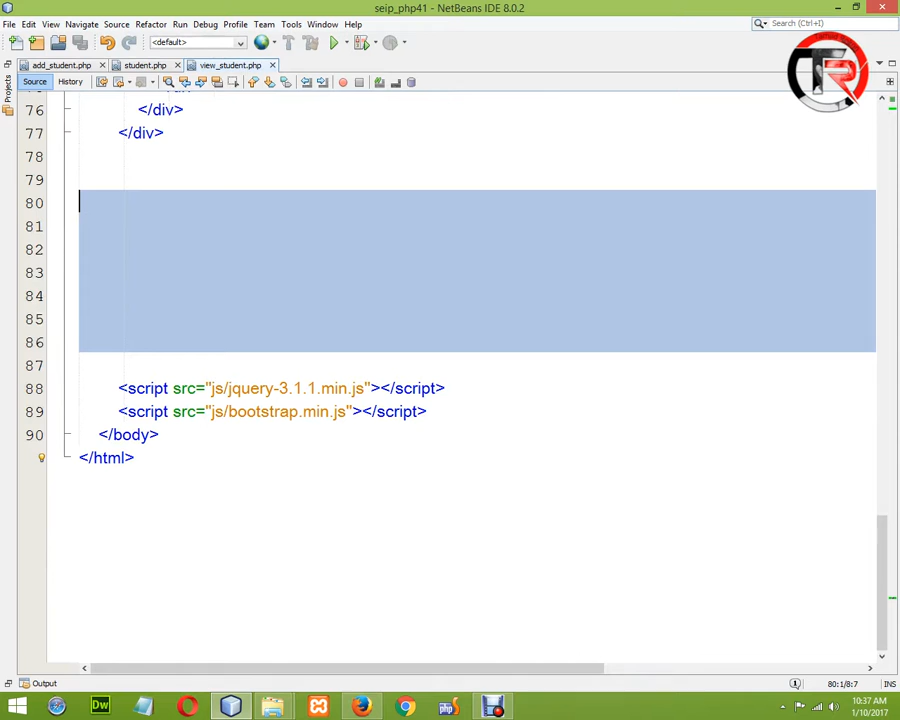 seip_php41 - NetBeans IDE 8.0.2
File Edit View Navigate Source Refactor Run Debug Profile Team Tools Window Help
Search (Ctrl+I)
<default>
add_student.php
student.php
view_student.php
Projects
Source
History
76 </div>
77 </div>
78
79
80
81
82
83
84
85
86
87
88 <script src="js/jquery-3.1.1.min.js"></script>
89 <script src="js/bootstrap.min.js"></script>
90 </body>
</html>
Output
80:1/8:7
INS
Dw
php
10:37 AM
1/10/2017